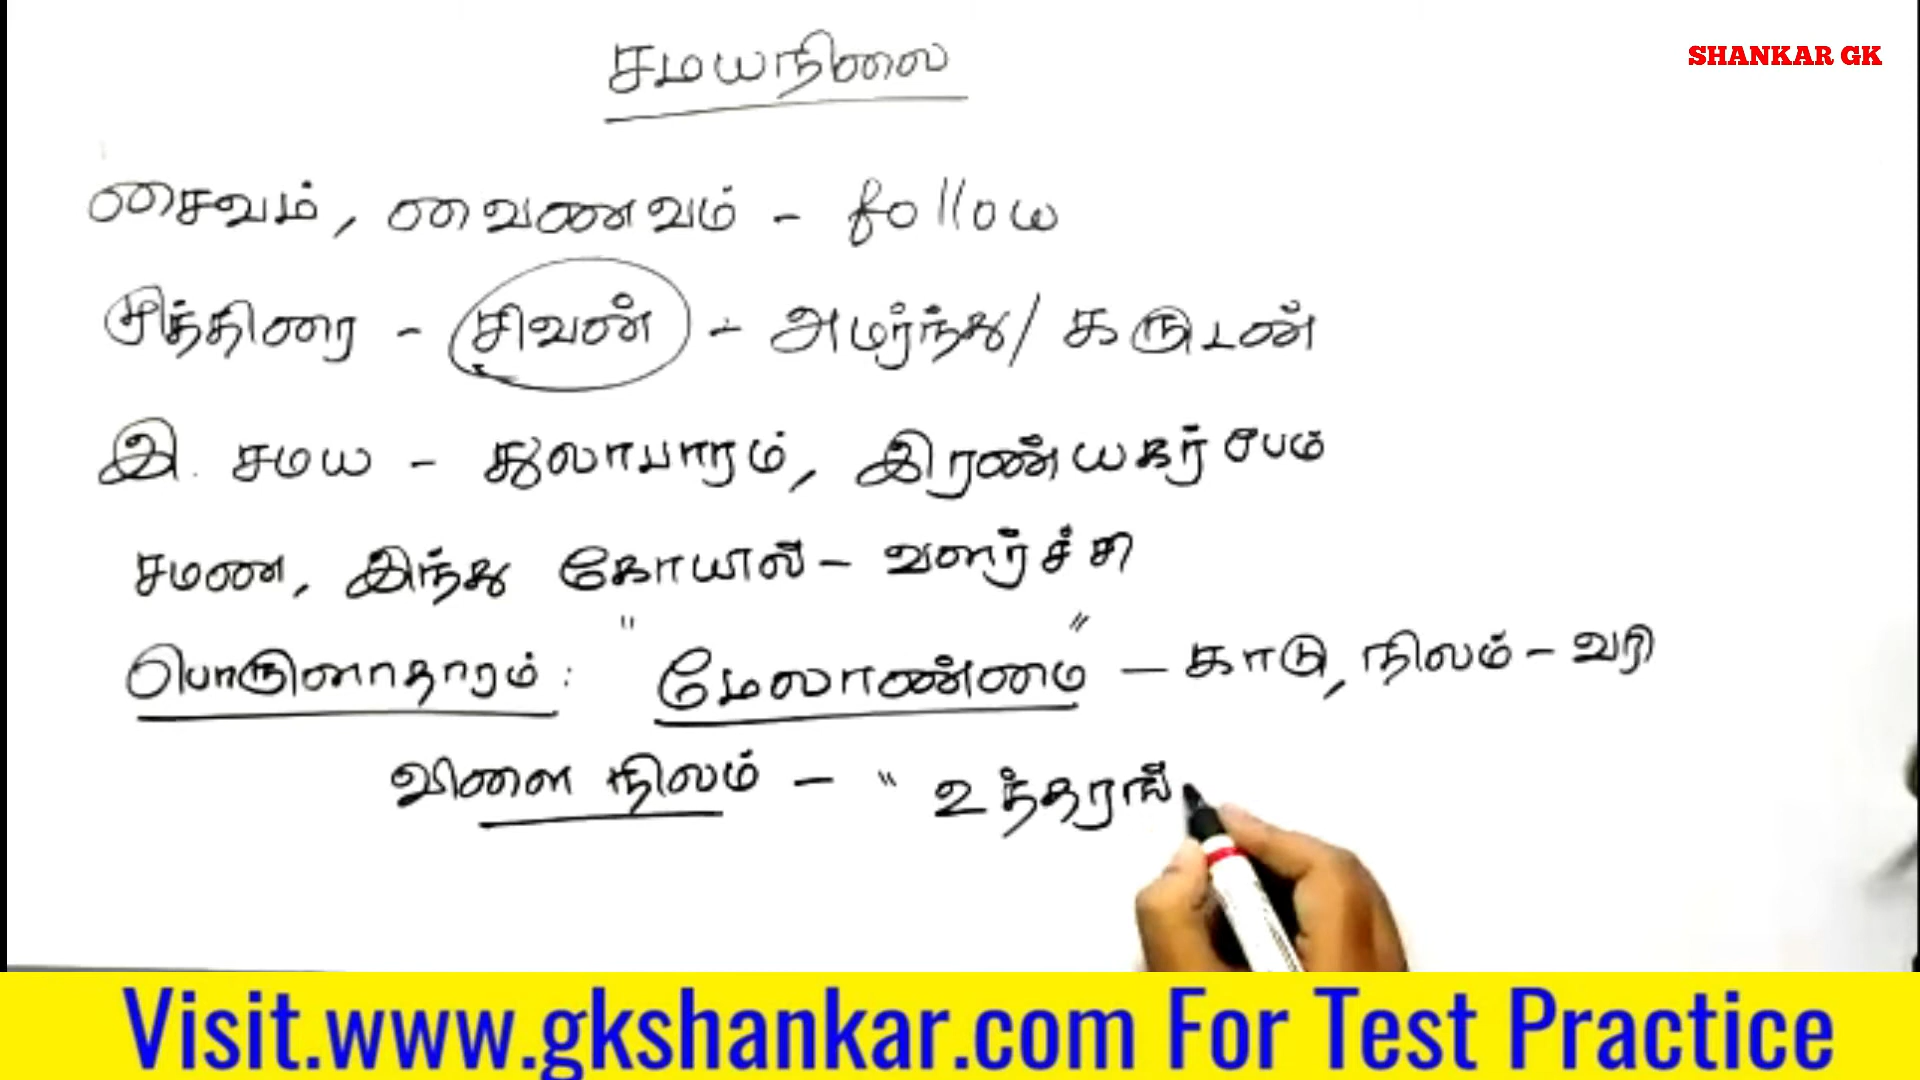 சமயநிலை
SHANKAR GK
சைவம், வைணவம் - follow
சித்திரை - சிவன் - அமர்ந்து / கருடன்
இ. சமய - துலாபாரம், இரண்யகர்பம்
சமண, இந்து கோயில் - வளர்ச்சி
பொருளாதாரம் : "மேலாண்மை" - காடு, நிலம் - வரி
விளை நிலம் - " உந்தரங்
Visit.www.gkshankar.com For Test Practice